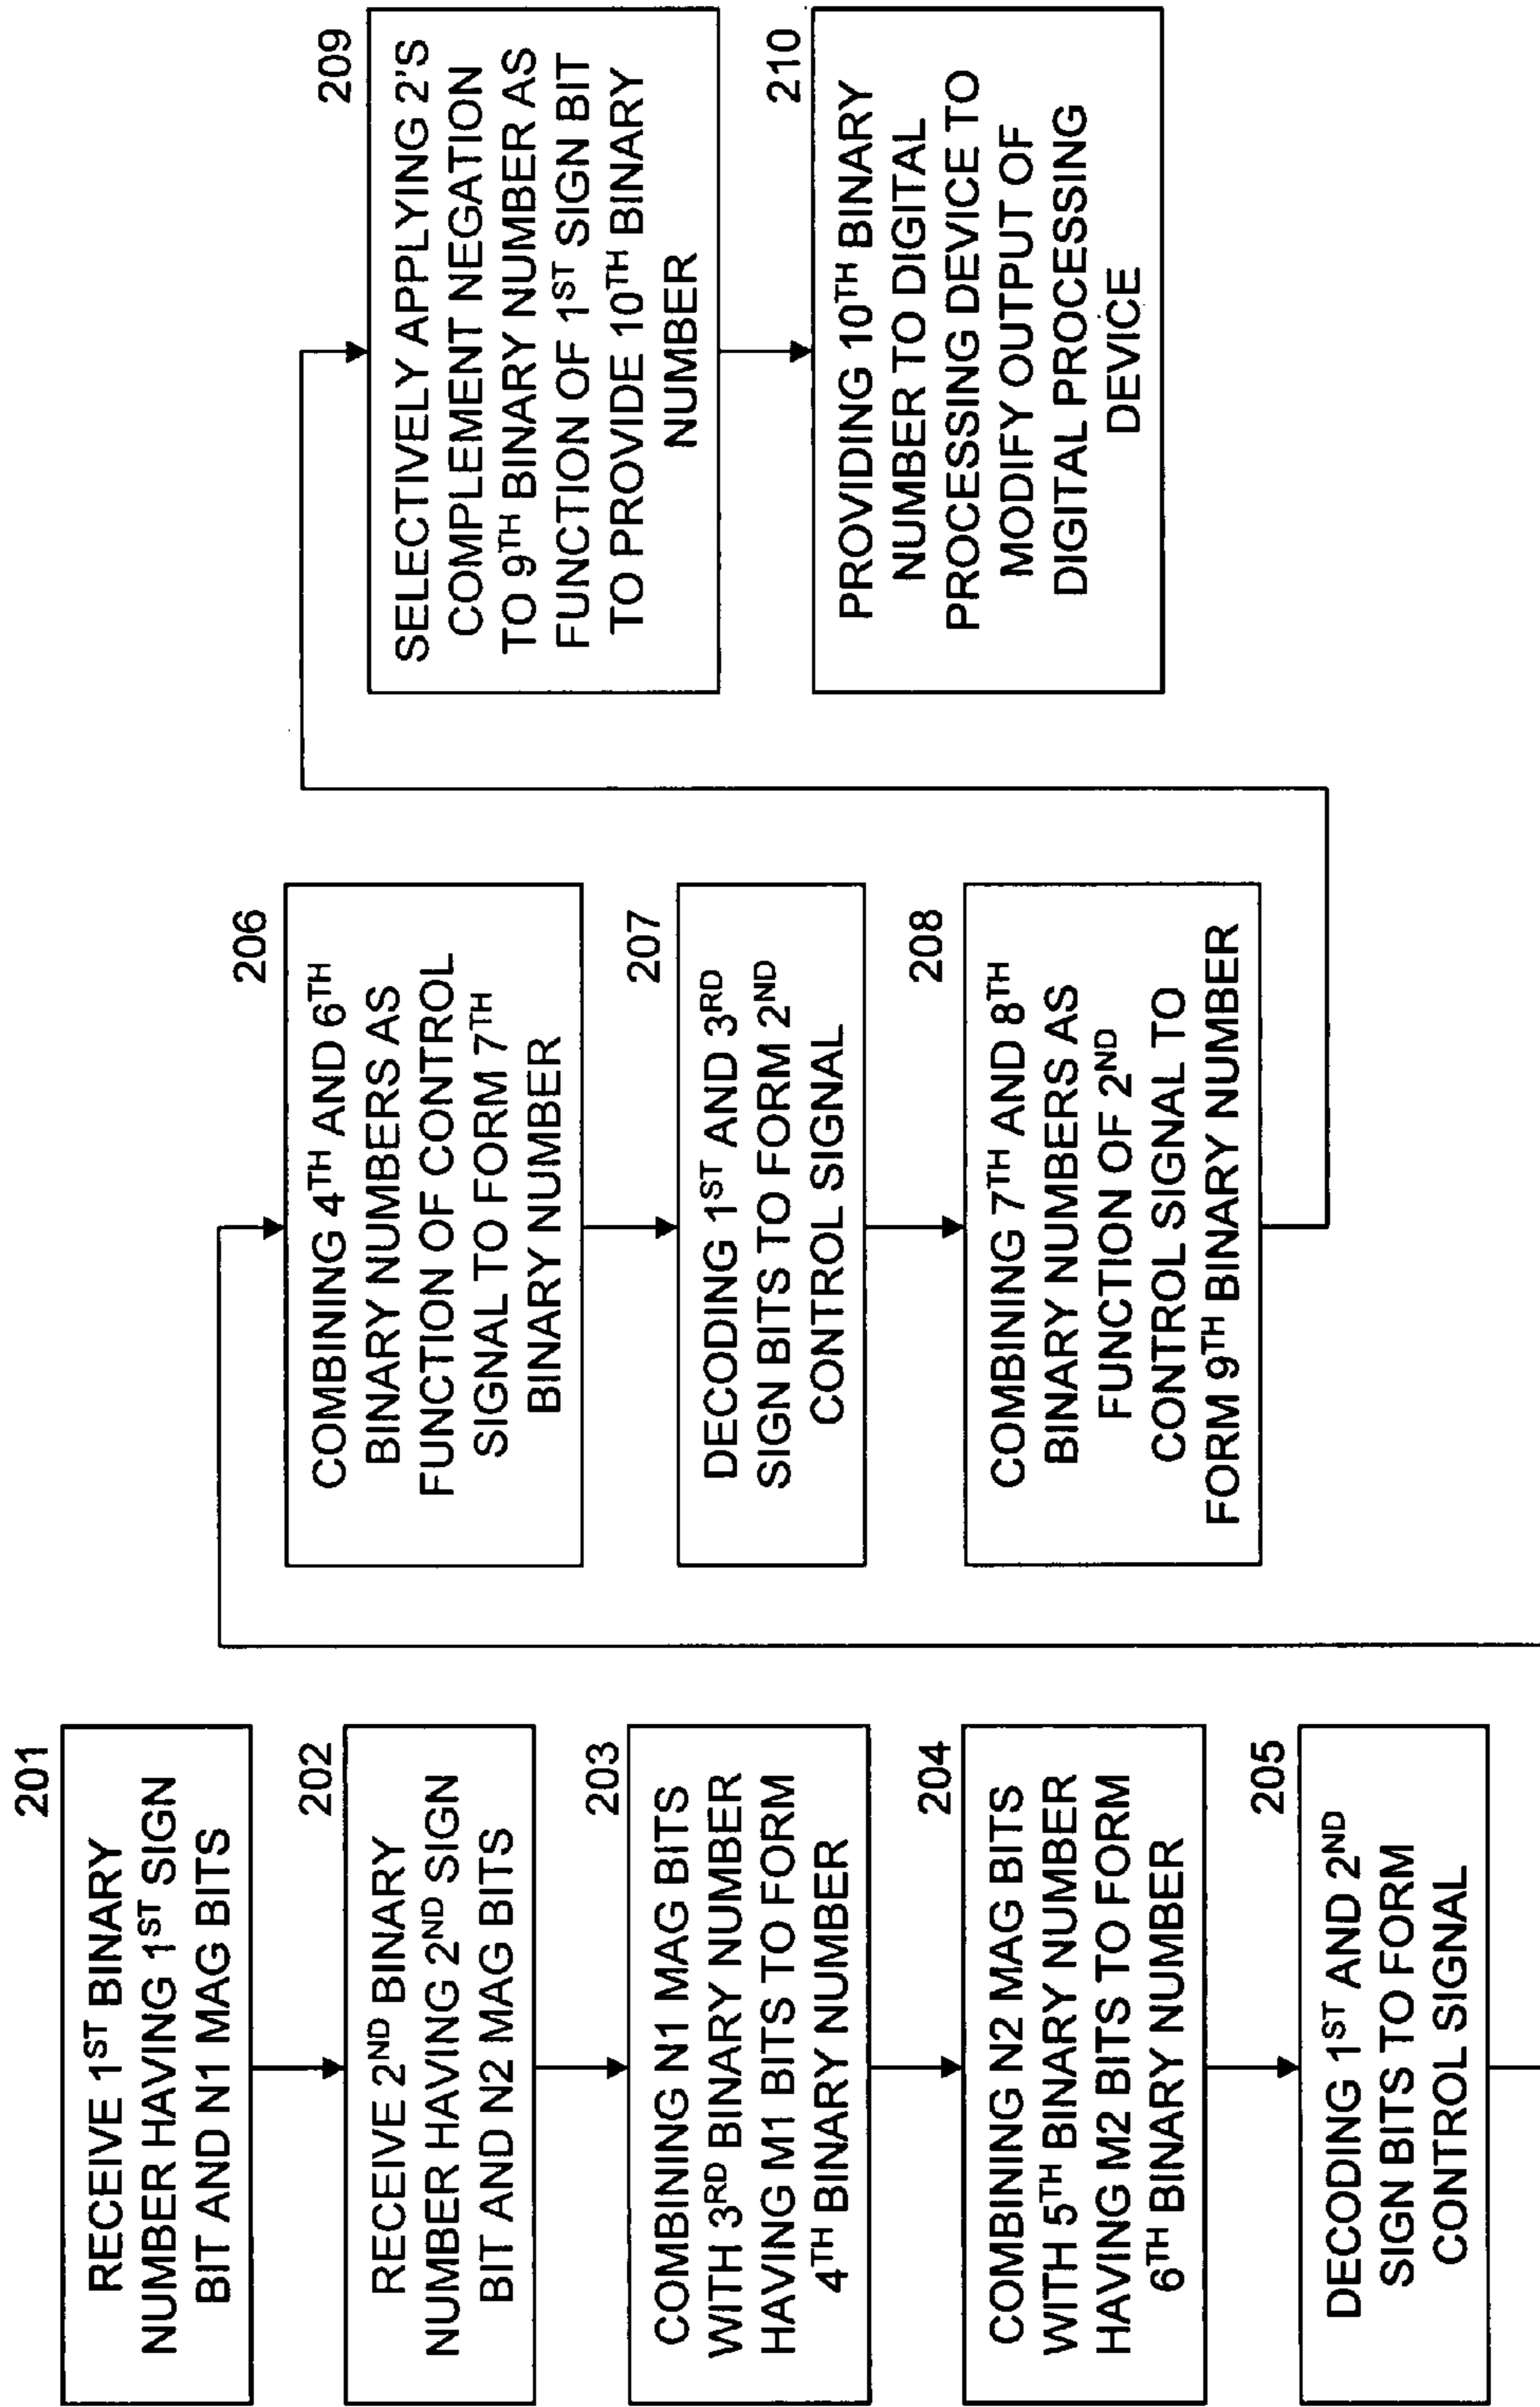 201
RECEIVE 1ST BINARY
NUMBER HAVING 1ST SIGN
BIT AND N1 MAG BITS
202
RECEIVE 2ND BINARY
NUMBER HAVING 2ND SIGN
BIT AND N2 MAG BITS
203
COMBINING N1 MAG BITS
WITH 3RD BINARY NUMBER
HAVING M1 BITS TO FORM
4TH BINARY NUMBER
204
COMBINING N2 MAG BITS
WITH 5TH BINARY NUMBER
HAVING M2 BITS TO FORM
6TH BINARY NUMBER
205
DECODING 1ST AND 2ND
SIGN BITS TO FORM
CONTROL SIGNAL
206
COMBINING 4TH AND 6TH
BINARY NUMBERS AS
FUNCTION OF CONTROL
SIGNAL TO FORM 7TH
BINARY NUMBER
207
DECODING 1ST AND 3RD
SIGN BITS TO FORM 2ND
CONTROL SIGNAL
208
COMBINING 7TH AND 8TH
BINARY NUMBERS AS
FUNCTION OF 2ND
CONTROL SIGNAL TO
FORM 9TH BINARY NUMBER
209
SELECTIVELY APPLYING 2'S
COMPLEMENT NEGATION
TO 9TH BINARY NUMBER AS
FUNCTION OF 1ST SIGN BIT
TO PROVIDE 10TH BINARY
NUMBER
210
PROVIDING 10TH BINARY
NUMBER TO DIGITAL
PROCESSING DEVICE TO
MODIFY OUTPUT OF
DIGITAL PROCESSING
DEVICE